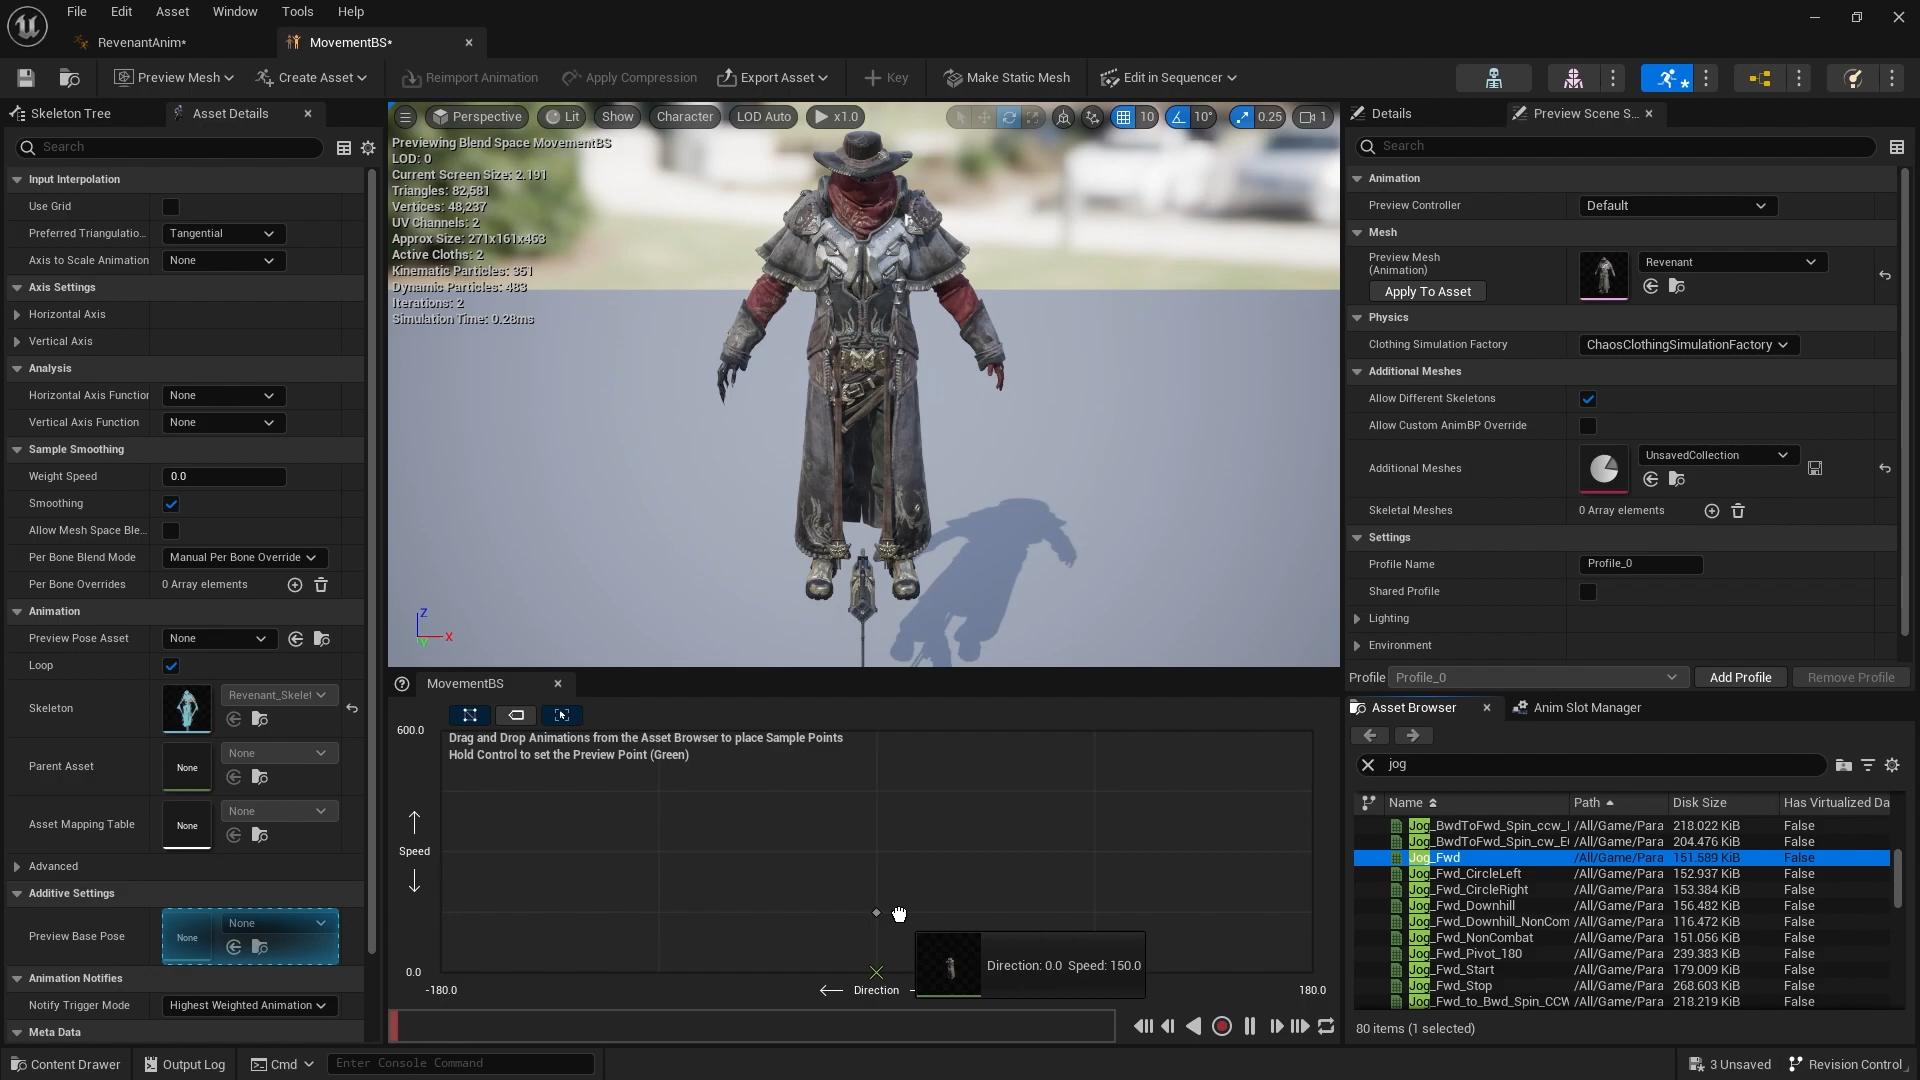 File Edit Asset Window Tools Help
RevenantAnim*
MovementBS*
Preview Mesh
Create Asset
Reimport Animation
Apply Compression
Export Asset
Key
Make Static Mesh
Edit in Sequencer
Skeleton Tree
Asset Details
Search
Input Interpolation
Use Grid
Preferred Triangulatio...
Tangential
Axis to Scale Animation
None
Axis Settings
Horizontal Axis
Vertical Axis
Analysis
Horizontal Axis Function
None
Vertical Axis Function
None
Sample Smoothing
Weight Speed
0.0
Smoothing
Allow Mesh Space Ble...
Per Bone Blend Mode
Manual Per Bone Override
Per Bone Overrides
0 Array elements
Animation
Preview Pose Asset
None
Loop
Skeleton
Revenant_Skelet
Parent Asset
None
None
Asset Mapping Table
None
None
Advanced
Additive Settings
Preview Base Pose
None
None
Animation Notifies
Notify Trigger Mode
Highest Weighted Animation
Meta Data
Perspective
Lit
Show
Character
LOD Auto
x1.0
10
10°
0.25
1
Previewing Blend Space MovementBS
LOD: 0
Current Screen Size: 2.191
Triangles: 82,581
Vertices: 48,237
UV Channels: 2
Approx Size: 271x161x463
Active Cloths: 2
Kinematic Particles: 351
Dynamic Particles: 483
Iterations: 2
Simulation Time: 0.28ms
Z
X
Y
MovementBS
600.0
Drag and Drop Animations from the Asset Browser to place Sample Points
Hold Control to set the Preview Point (Green)
Speed
0.0
-180.0
Direction
180.0
Direction: 0.0 Speed: 150.0
Details
Preview Scene S...
Search
Animation
Preview Controller
Default
Mesh
Preview Mesh
(Animation)
Apply To Asset
Revenant
Physics
Clothing Simulation Factory
ChaosClothingSimulationFactory
Additional Meshes
Allow Different Skeletons
Allow Custom AnimBP Override
Additional Meshes
UnsavedCollection
Skeletal Meshes
0 Array elements
Settings
Profile Name
Profile_0
Shared Profile
Lighting
Environment
Profile
Profile_0
Add Profile
Remove Profile
Asset Browser
Anim Slot Manager
jog
Name Path Disk Size Has Virtualized Da
Jog_BwdToFwd_Spin_ccw_ /All/Game/Para 218.022 KiB False
Jog_BwdToFwd_Spin_cw_E /All/Game/Para 204.476 KiB False
Jog_Fwd /All/Game/Para 151.589 KiB False
Jog_Fwd_CircleLeft /All/Game/Para 152.937 KiB False
Jog_Fwd_CircleRight /All/Game/Para 153.384 KiB False
Jog_Fwd_Downhill /All/Game/Para 156.482 KiB False
Jog_Fwd_Downhill_NonCom /All/Game/Para 116.472 KiB False
Jog_Fwd_NonCombat /All/Game/Para 151.056 KiB False
Jog_Fwd_Pivot_180 /All/Game/Para 239.383 KiB False
Jog_Fwd_Start /All/Game/Para 179.009 KiB False
Jog_Fwd_Stop /All/Game/Para 268.603 KiB False
Jog_Fwd_to_Bwd_Spin_CCW /All/Game/Para 218.219 KiB False
80 items (1 selected)
Content Drawer
Output Log
Cmd
Enter Console Command
3 Unsaved
Revision Control